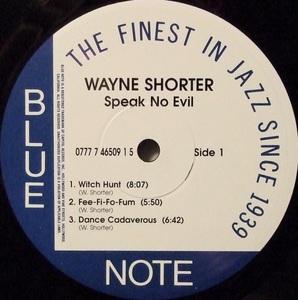 THE FINEST IN JAZZ SINCE 1939
BLUE
NOTE
WAYNE SHORTER
Speak No Evil
0777 7 46509 1 5
Side 1
1. Witch Hunt (8:07)
(W. Shorter)
2. Fee-Fi-Fo-Fum (5:50)
(W. Shorter)
3. Dance Cadaverous (6:42)
(W. Shorter)